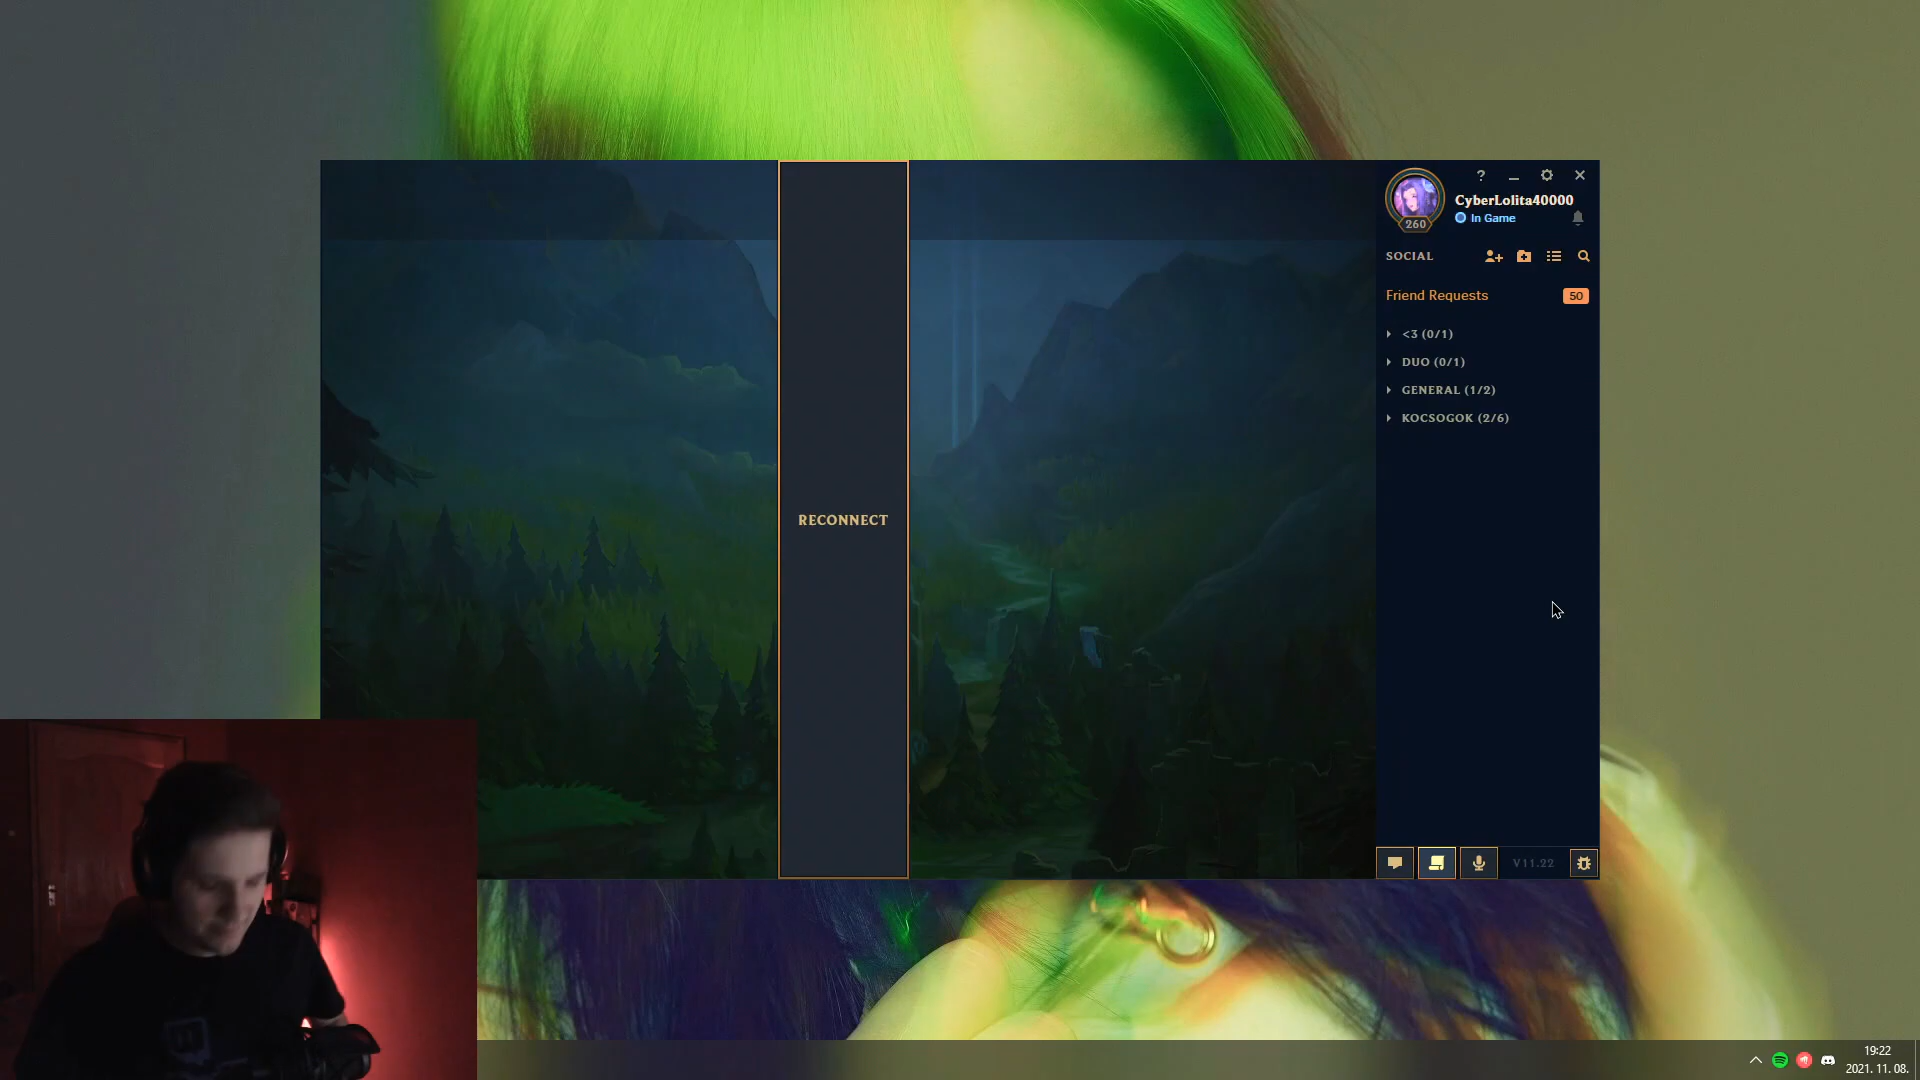 ?
CyberLolita40000
In Game
260
SOCIAL
Friend Requests
50
<3 (0/1)
DUO (0/1)
GENERAL (1/2)
KOCSOGOK (2/6)
RECONNECT
V11.22
19:22
2021. 11. 08.